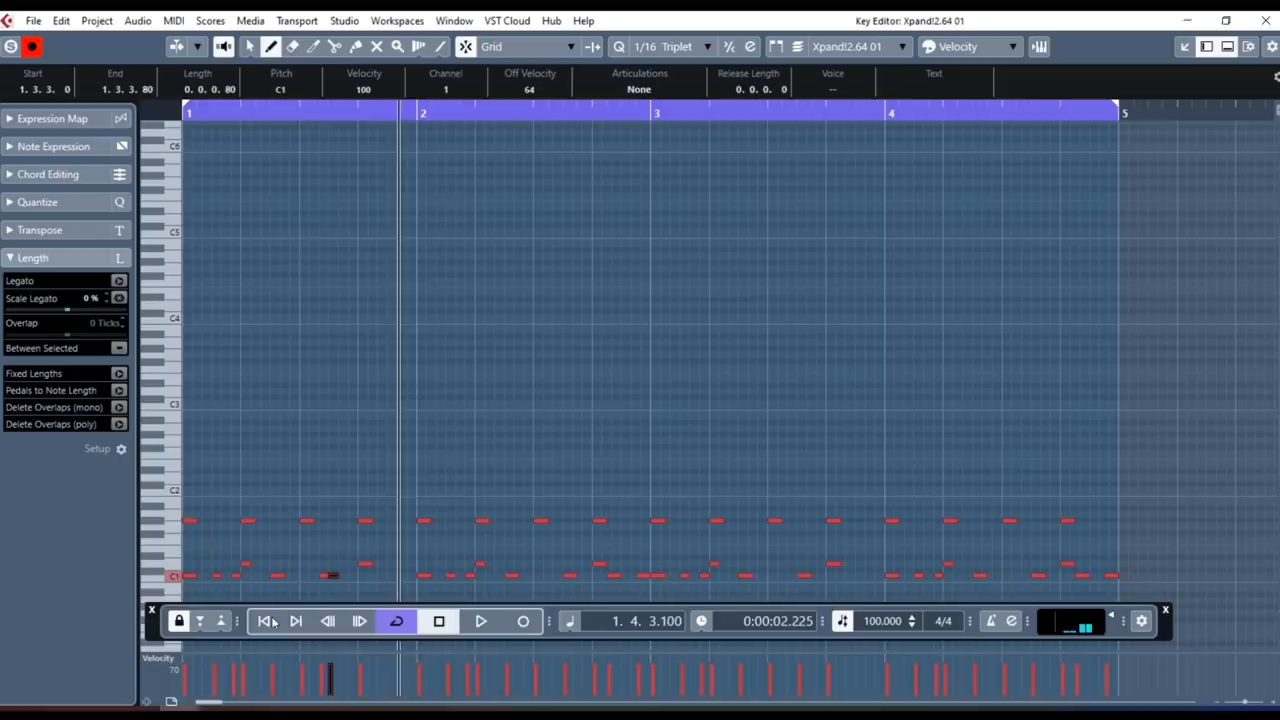 File Edit Project Audio MIDI Scores Media Transport Studio Workspaces Window VST Cloud Hub Help Key Editor: Xpand!2.64 01
S Grid Q 1/16 Triplet Xpand!2.64 01 Velocity
Start End Length Pitch Velocity Channel Off Velocity Articulations Release Length Voice Text
1. 3. 3. 0 1. 3. 3. 80 0. 0. 0. 80 C1 100 1 64 None 0. 0. 0. 0 --
1 2 3 4 5
Expression Map
Note Expression
Chord Editing
Quantize Q
Transpose T
Length L
Legato
Scale Legato 0 %
Overlap 0 Ticks
Between Selected
Fixed Lengths
Pedals to Note Length
Delete Overlaps (mono)
Delete Overlaps (poly)
Setup
C6
C5
C4
C3
C2
C1
X X
1. 4. 3.100 0:00:02.225 100.000 4/4
Velocity
70